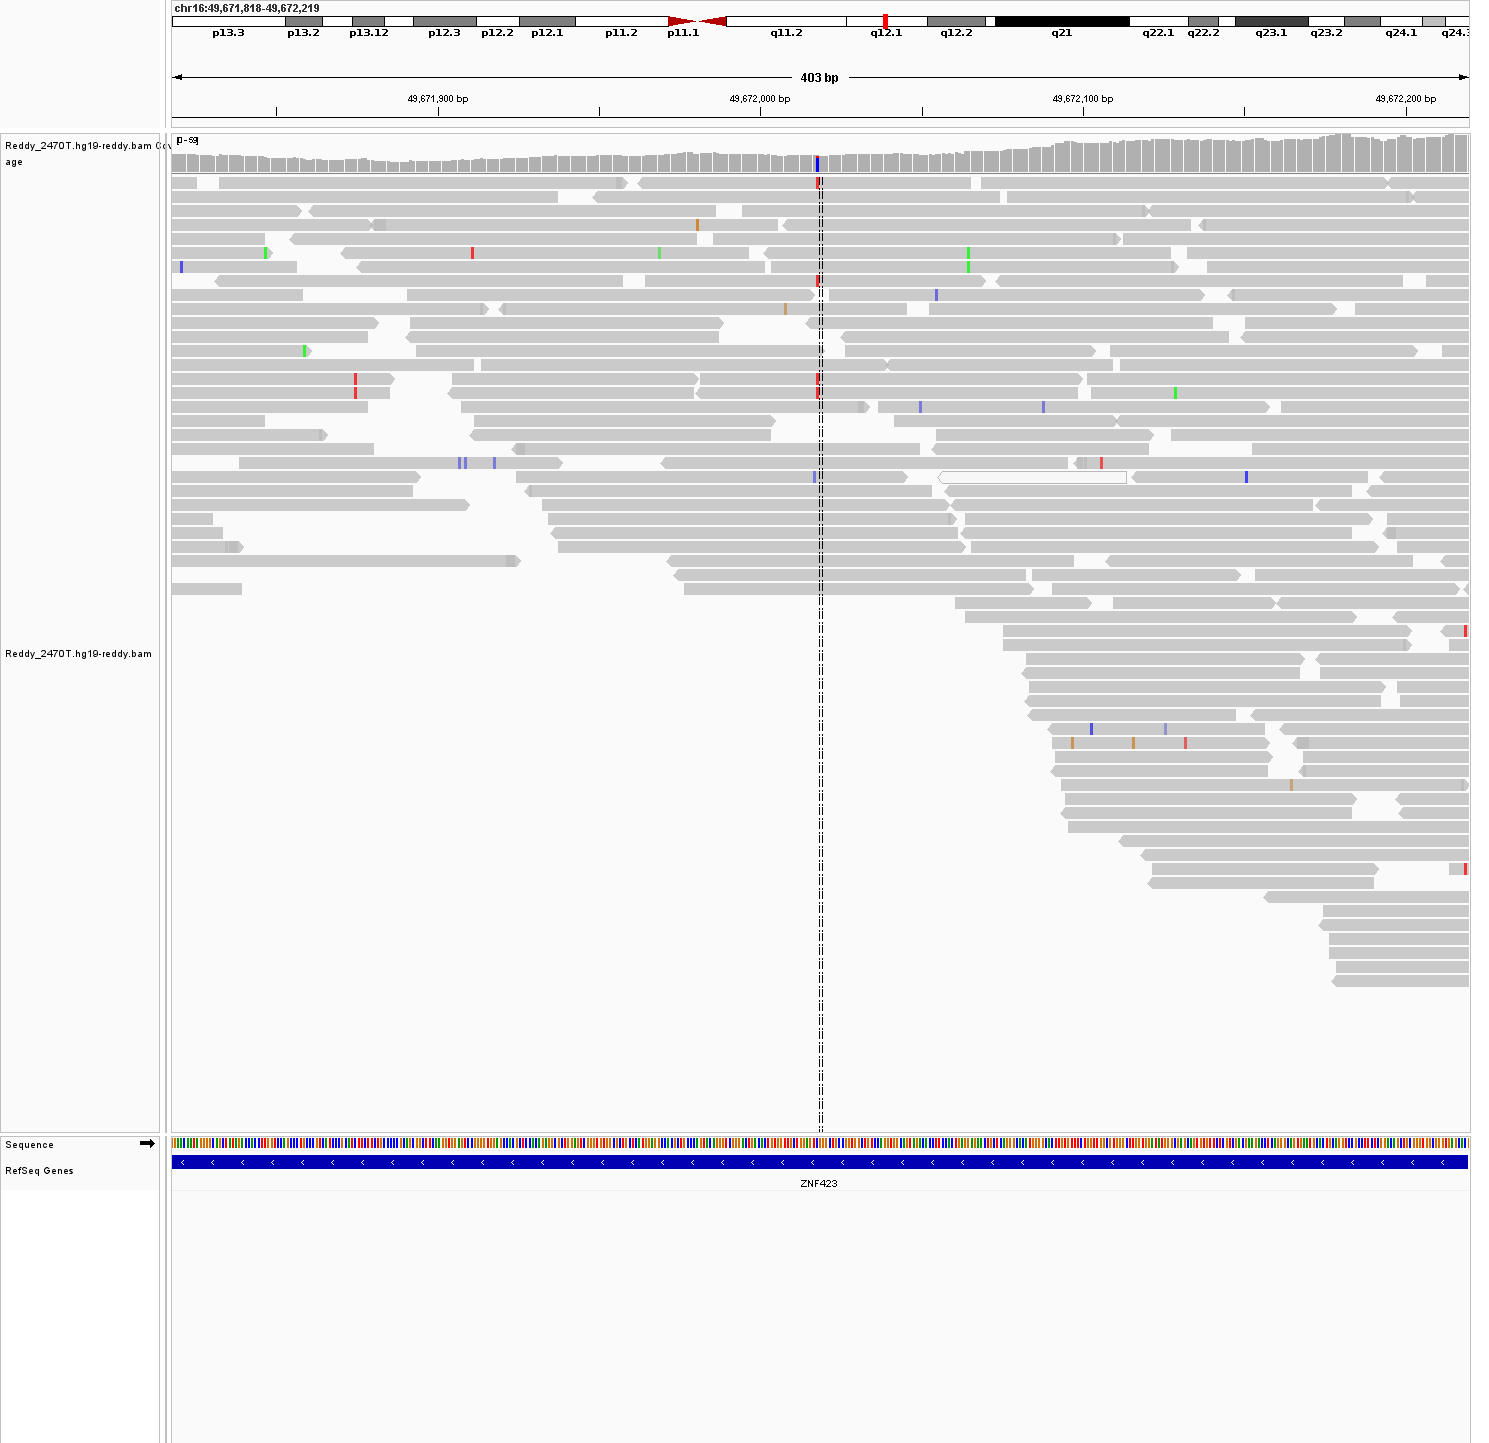 chr16:49,671,818-49,672,219
p13.3 p13.2 p13.12 p12.3 p12.2 p12.1 p11.2 p11.1 q11.2 q12.1 q12.2 q21 q22.1 q22.2 q23.1 q23.2 q24.1 q24.3
403 bp
49,671,900 bp 49,672,000 bp 49,672,100 bp 49,672,200 bp
[0 - 59]
Reddy_2470T.hg19-reddy.bam Cov
age
Reddy_2470T.hg19-reddy.bam
Sequence
RefSeq Genes
ZNF423